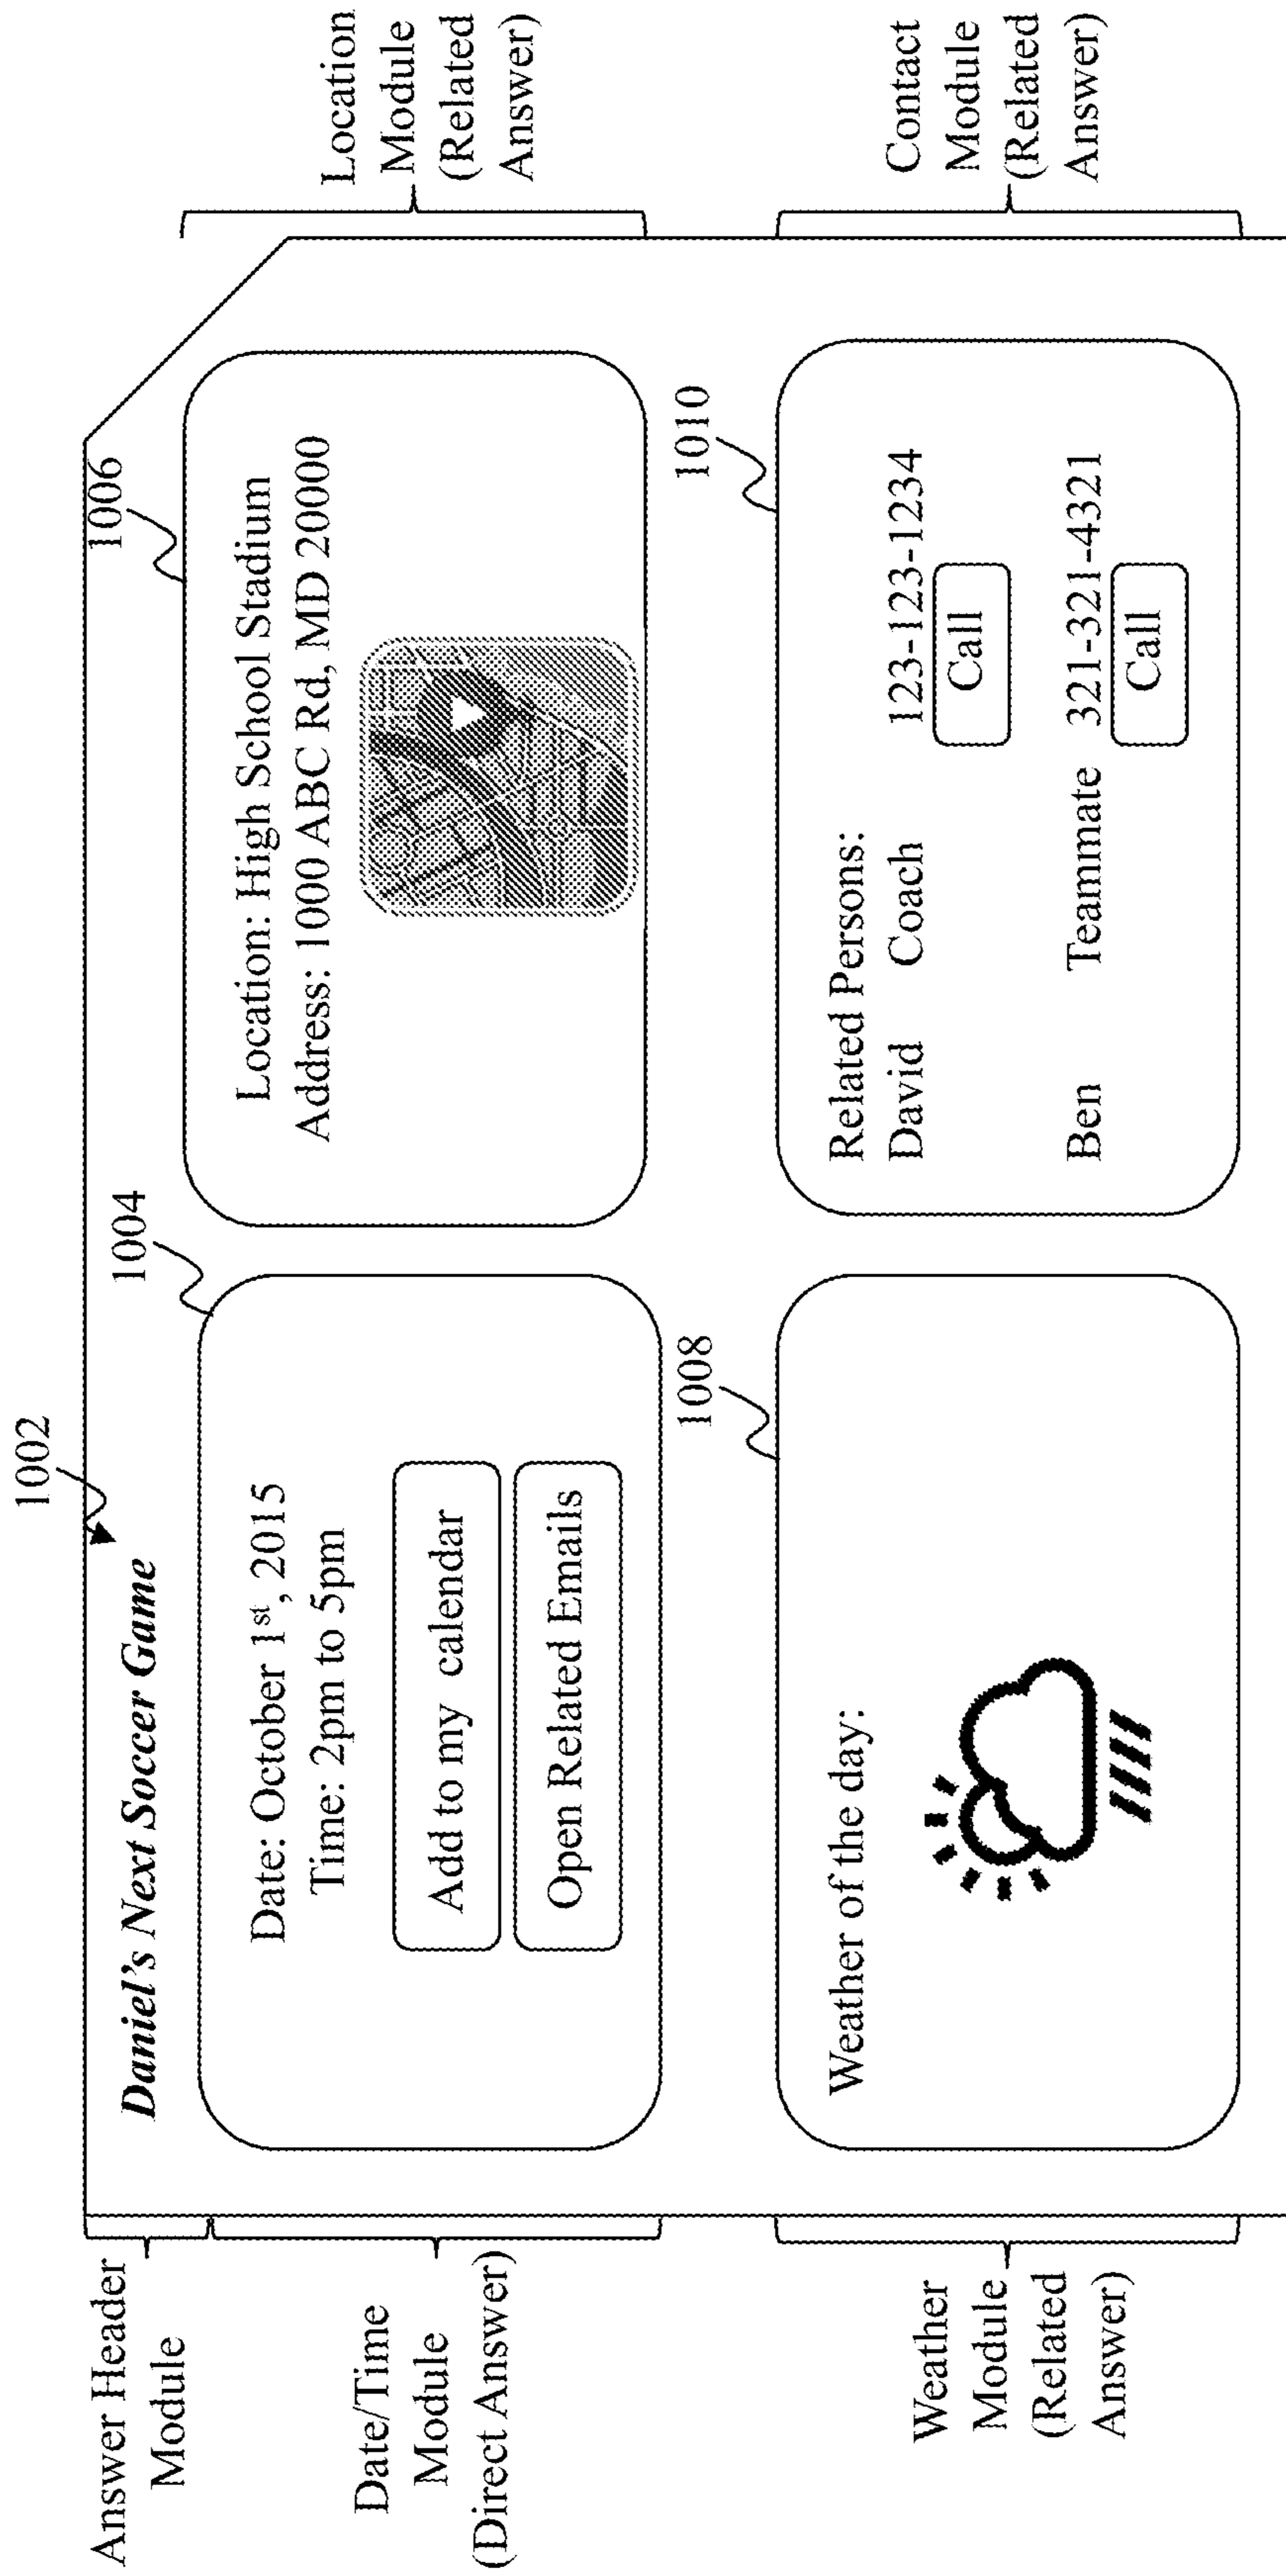 1002
Answer Header
Module
Daniel's Next Soccer Game
1004
Date/Time
Module
(Direct Answer)
Date: October 1st, 2015
Time: 2pm to 5pm
Add to my calendar
Open Related Emails
1006
Location: High School Stadium
Address: 1000 ABC Rd, MD 20000
Location
Module
(Related
Answer)
1008
Weather
Module
(Related
Answer)
Weather of the day:
1010
Related Persons:
David Coach 123-123-1234
Call
Ben Teammate 321-321-4321
Call
Contact
Module
(Related
Answer)